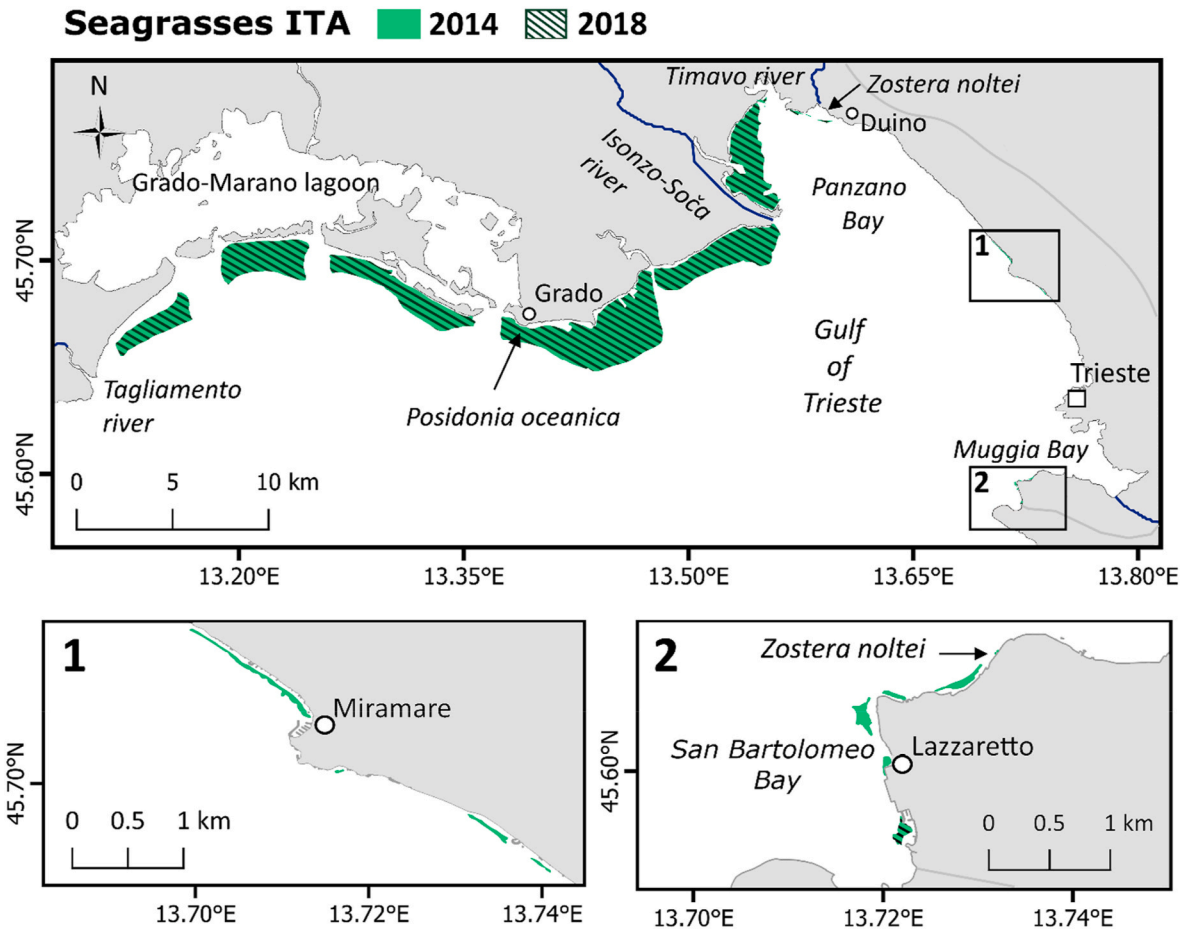 Seagrasses ITA 2014 2018
N
Timavo river
Zostera noltei
Duino
Isonzo-Soča
river
Grado-Marano lagoon
Panzano
Bay
1
45.70°N
Grado
Gulf
of
Trieste
Trieste
Tagliamento
river
Posidonia oceanica
Muggia Bay
2
45.60°N
0 5 10 km
13.20°E 13.35°E 13.50°E 13.65°E 13.80°E
1
Miramare
45.70°N
0 0.5 1 km
13.70°E 13.72°E 13.74°E
2
Zostera noltei
San Bartolomeo
Bay
Lazzaretto
45.60°N
0 0.5 1 km
13.70°E 13.72°E 13.74°E